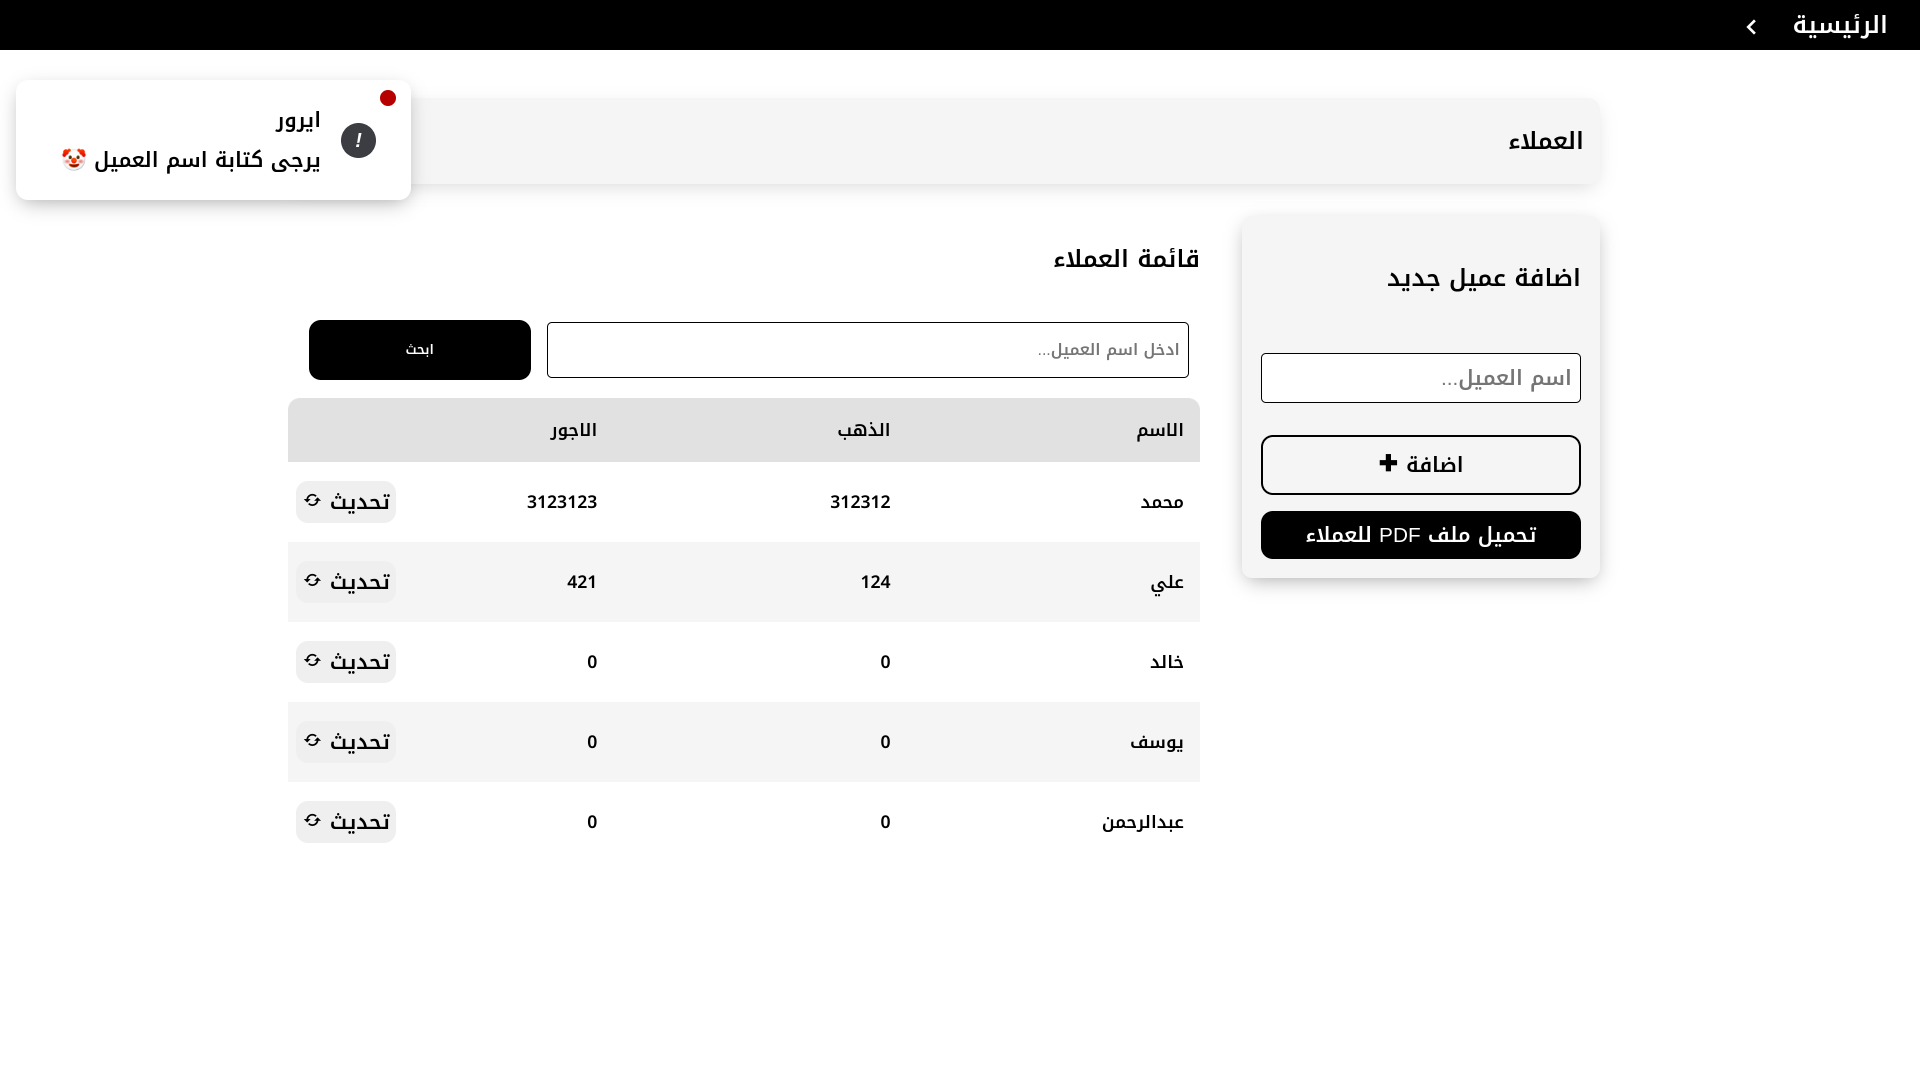 الرئيسية
العملاء
!
ايرور
يرجى كتابة اسم العميل 🤡
اضافة عميل جديد
اسم العميل...
اضافة ✚
تحميل ملف PDF للعملاء
قائمة العملاء
ادخل اسم العميل...
ابحث
الاسم الذهب الاجور
محمد 312312 3123123 تحديث
علي 124 421 تحديث
خالد 0 0 تحديث
يوسف 0 0 تحديث
عبدالرحمن 0 0 تحديث